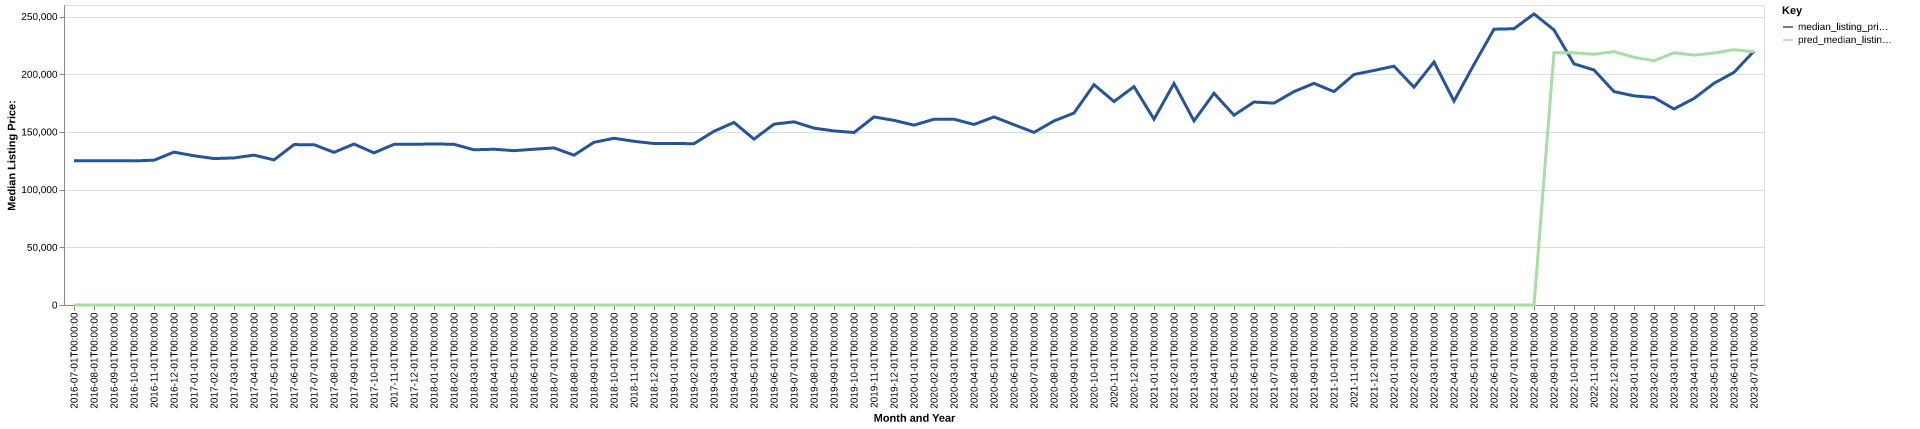 Median Listing Price:
250,000
200,000
150,000
100,000
50,000
0
2016-07-01T00:00:00
2016-08-01T00:00:00
2016-09-01T00:00:00
2016-10-01T00:00:00
2016-11-01T00:00:00
2016-12-01T00:00:00
2017-01-01T00:00:00
2017-02-01T00:00:00
2017-03-01T00:00:00
2017-04-01T00:00:00
2017-05-01T00:00:00
2017-06-01T00:00:00
2017-07-01T00:00:00
2017-08-01T00:00:00
2017-09-01T00:00:00
2017-10-01T00:00:00
2017-11-01T00:00:00
2017-12-01T00:00:00
2018-01-01T00:00:00
2018-02-01T00:00:00
2018-03-01T00:00:00
2018-04-01T00:00:00
2018-05-01T00:00:00
2018-06-01T00:00:00
2018-07-01T00:00:00
2018-08-01T00:00:00
2018-09-01T00:00:00
2018-10-01T00:00:00
2018-11-01T00:00:00
2018-12-01T00:00:00
2019-01-01T00:00:00
2019-02-01T00:00:00
2019-03-01T00:00:00
2019-04-01T00:00:00
2019-05-01T00:00:00
2019-06-01T00:00:00
2019-07-01T00:00:00
2019-08-01T00:00:00
2019-09-01T00:00:00
2019-10-01T00:00:00
2019-11-01T00:00:00
2019-12-01T00:00:00
2020-01-01T00:00:00
2020-02-01T00:00:00
2020-03-01T00:00:00
2020-04-01T00:00:00
2020-05-01T00:00:00
2020-06-01T00:00:00
2020-07-01T00:00:00
2020-08-01T00:00:00
2020-09-01T00:00:00
2020-10-01T00:00:00
2020-11-01T00:00:00
2020-12-01T00:00:00
2021-01-01T00:00:00
2021-02-01T00:00:00
2021-03-01T00:00:00
2021-04-01T00:00:00
2021-05-01T00:00:00
2021-06-01T00:00:00
2021-07-01T00:00:00
2021-08-01T00:00:00
2021-09-01T00:00:00
2021-10-01T00:00:00
2021-11-01T00:00:00
2021-12-01T00:00:00
2022-01-01T00:00:00
2022-02-01T00:00:00
2022-03-01T00:00:00
2022-04-01T00:00:00
2022-05-01T00:00:00
2022-06-01T00:00:00
2022-07-01T00:00:00
2022-08-01T00:00:00
2022-09-01T00:00:00
2022-10-01T00:00:00
2022-11-01T00:00:00
2022-12-01T00:00:00
2023-01-01T00:00:00
2023-02-01T00:00:00
2023-03-01T00:00:00
2023-04-01T00:00:00
2023-05-01T00:00:00
2023-06-01T00:00:00
2023-07-01T00:00:00
Month and Year
Key
median_listing_pri…
pred_median_listin…